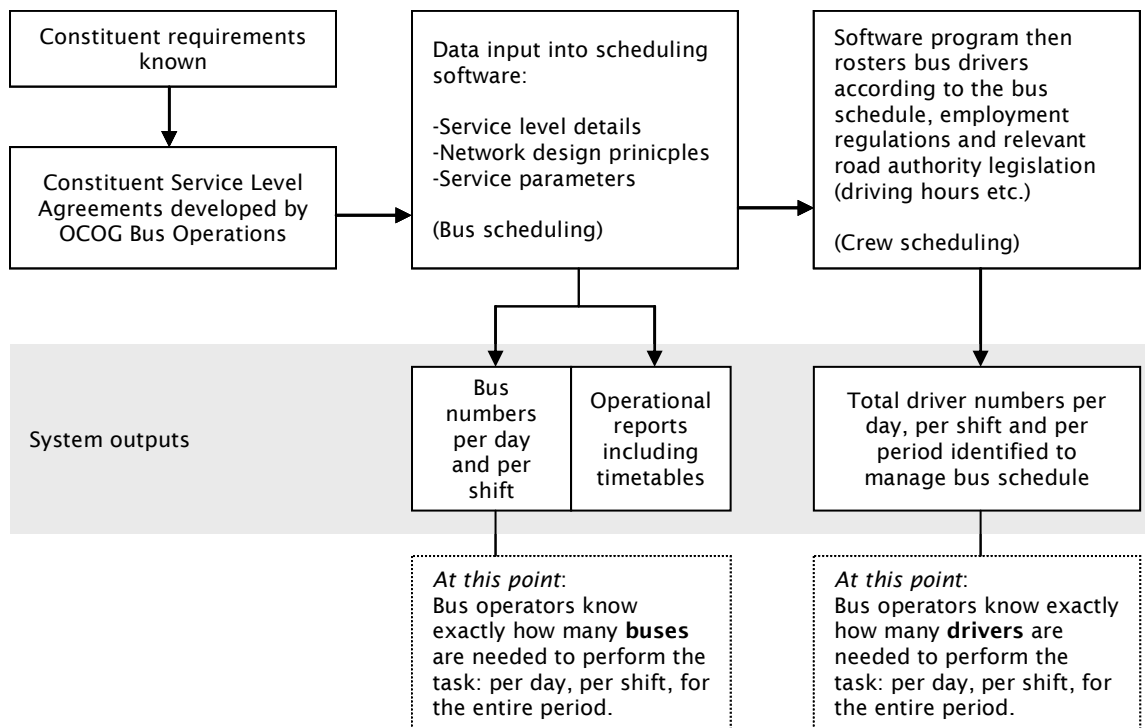 Constituent requirements
known
Constituent Service Level
Agreements developed by
OCOG Bus Operations
Data input into scheduling
software:
-Service level details
-Network design prinicples
-Service parameters
(Bus scheduling)
Software program then
rosters bus drivers
according to the bus
schedule, employment
regulations and relevant
road authority legislation
(driving hours etc.)
(Crew scheduling)
System outputs
Bus
numbers
per day
and per
shift
Operational
reports
including
timetables
Total driver numbers per
day, per shift and per
period identified to
manage bus schedule
At this point:
Bus operators know
exactly how many buses
are needed to perform the
task: per day, per shift, for
the entire period.
At this point:
Bus operators know exactly
how many drivers are
needed to perform the
task: per day, per shift, for
the entire period.